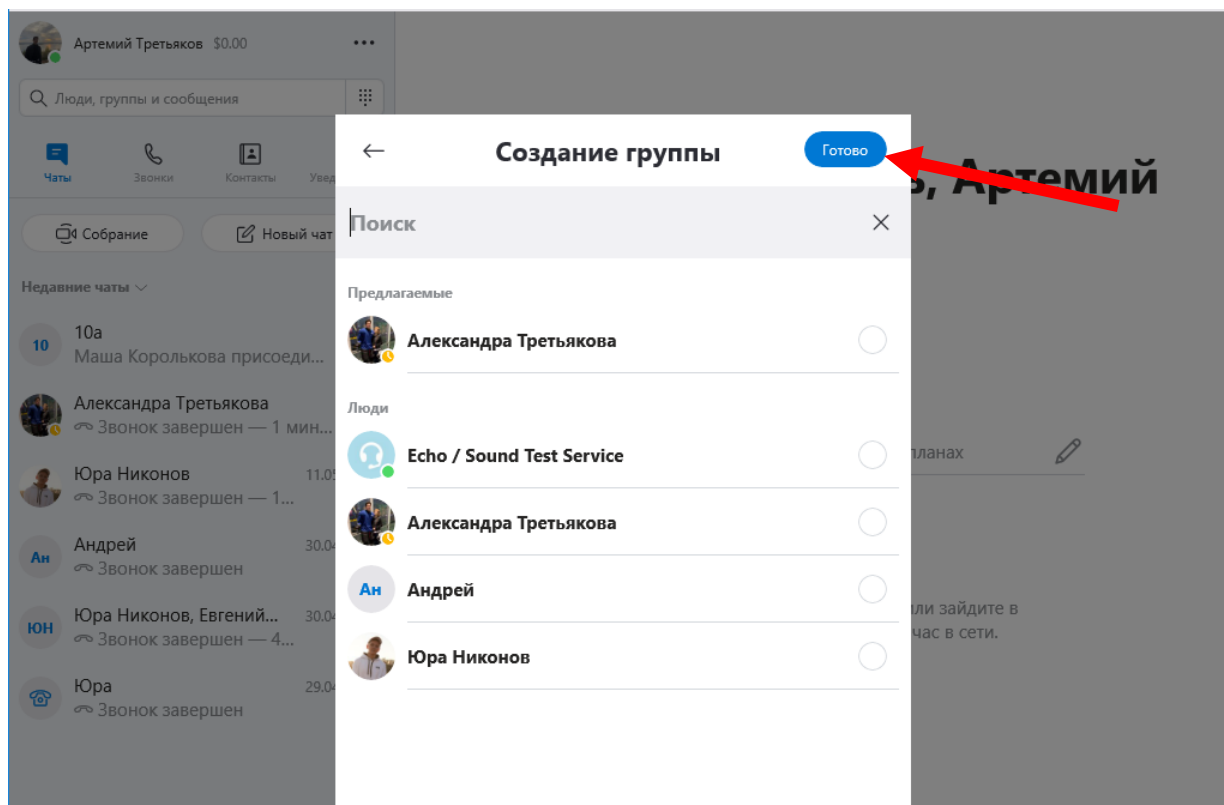 Артемий Третьяков $0.00
Люди, группы и сообщения
Чаты Звонки Контакты
Собрание Новый чат
Недавние чаты
10 10a
Маша Королькова присоеди...
Александра Третьякова
Звонок завершен — 1 мин...
Юра Никонов 11.05
Звонок завершен — 1...
Ан Андрей 30.04
Звонок завершен
ЮН Юра Никонов, Евгений... 30.04
Звонок завершен — 4...
Юра 29.04
Звонок завершен
Создание группы Готово
Поиск
Предлагаемые
Александра Третьякова
Люди
Echo / Sound Test Service
Александра Третьякова
Ан Андрей
Юра Никонов
, Артемий
планах
или зайдите в
час в сети.